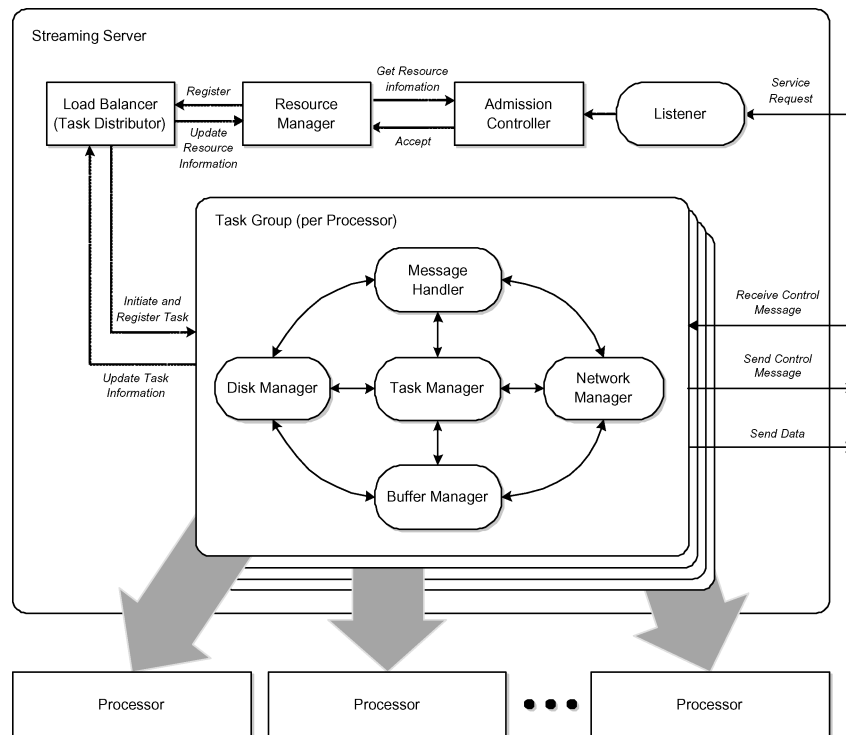 Streaming Server
Service
Request
Get Resource
infomation
Register
Load Balancer
(Task Distributor)
Resource
Manager
Admission
Controller
Listener
Update
Resource
Information
Accept
Task Group (per Processor)
Message
Handler
Initiate and
Register Task
Receive Control
Message
Update Task
Information
Disk Manager
Task Manager
Network
Manager
Send Control
Message
Send Data
Buffer Manager
Processor
Processor
Processor